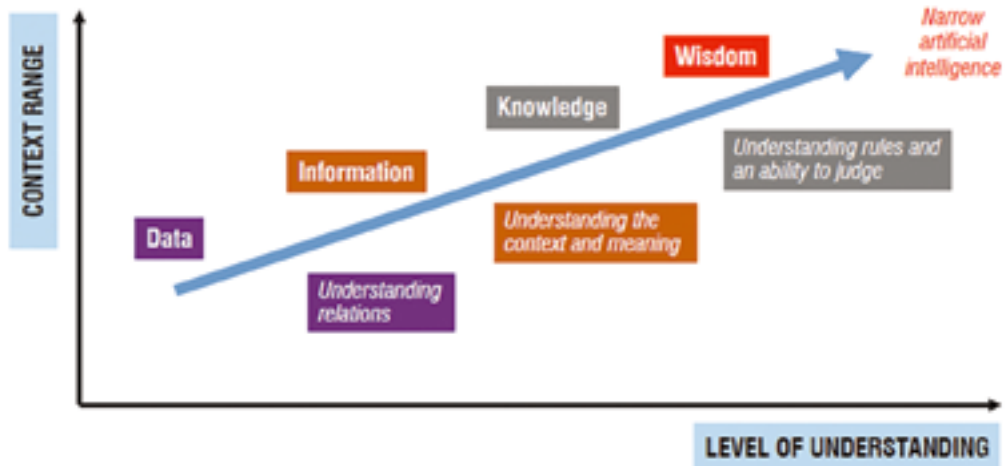 Narrow
artificial
intelligence
Wisdom
Knowledge
Understanding rules and
an ability to judge
Information
Understanding the
context and meaning
Data
Understanding
relations
CONTEXT RANGE
LEVEL OF UNDERSTANDING